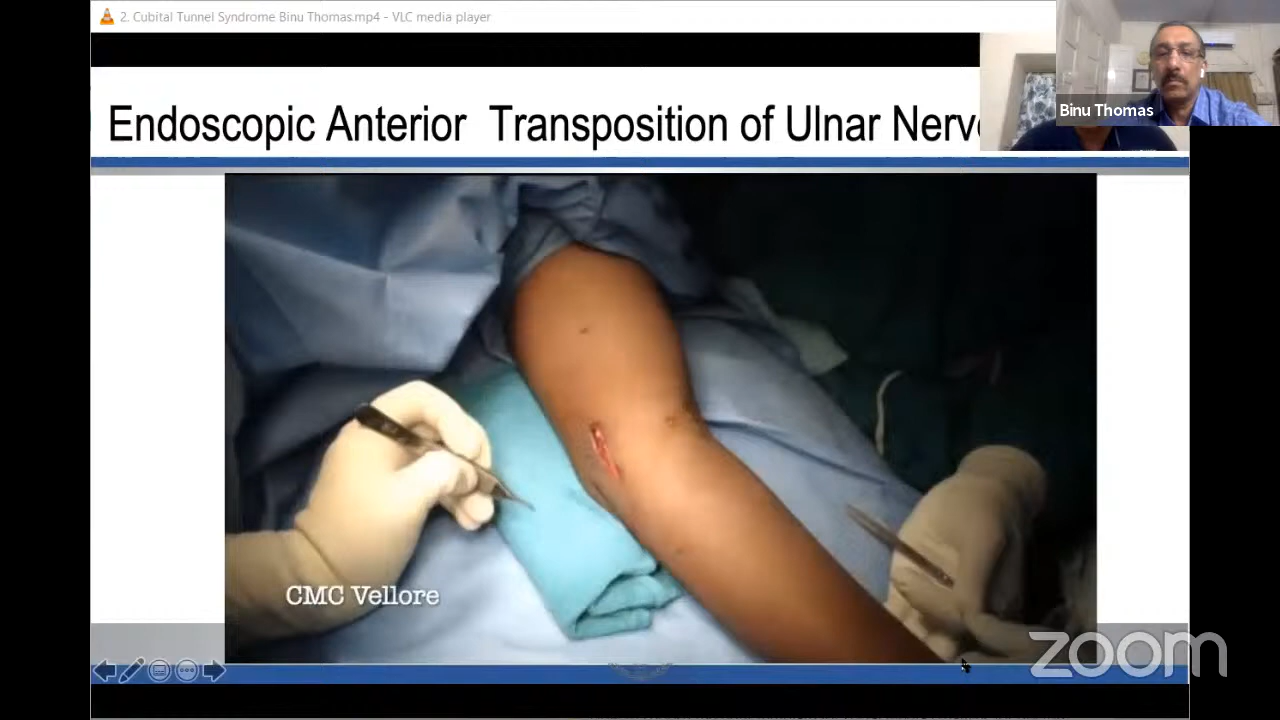 2. Cubital Tunnel Syndrome Binu Thomas.mp4 - VLC media player
Endoscopic Anterior Transposition of Ulnar Nerve
Binu Thomas
CMC Vellore
zoom